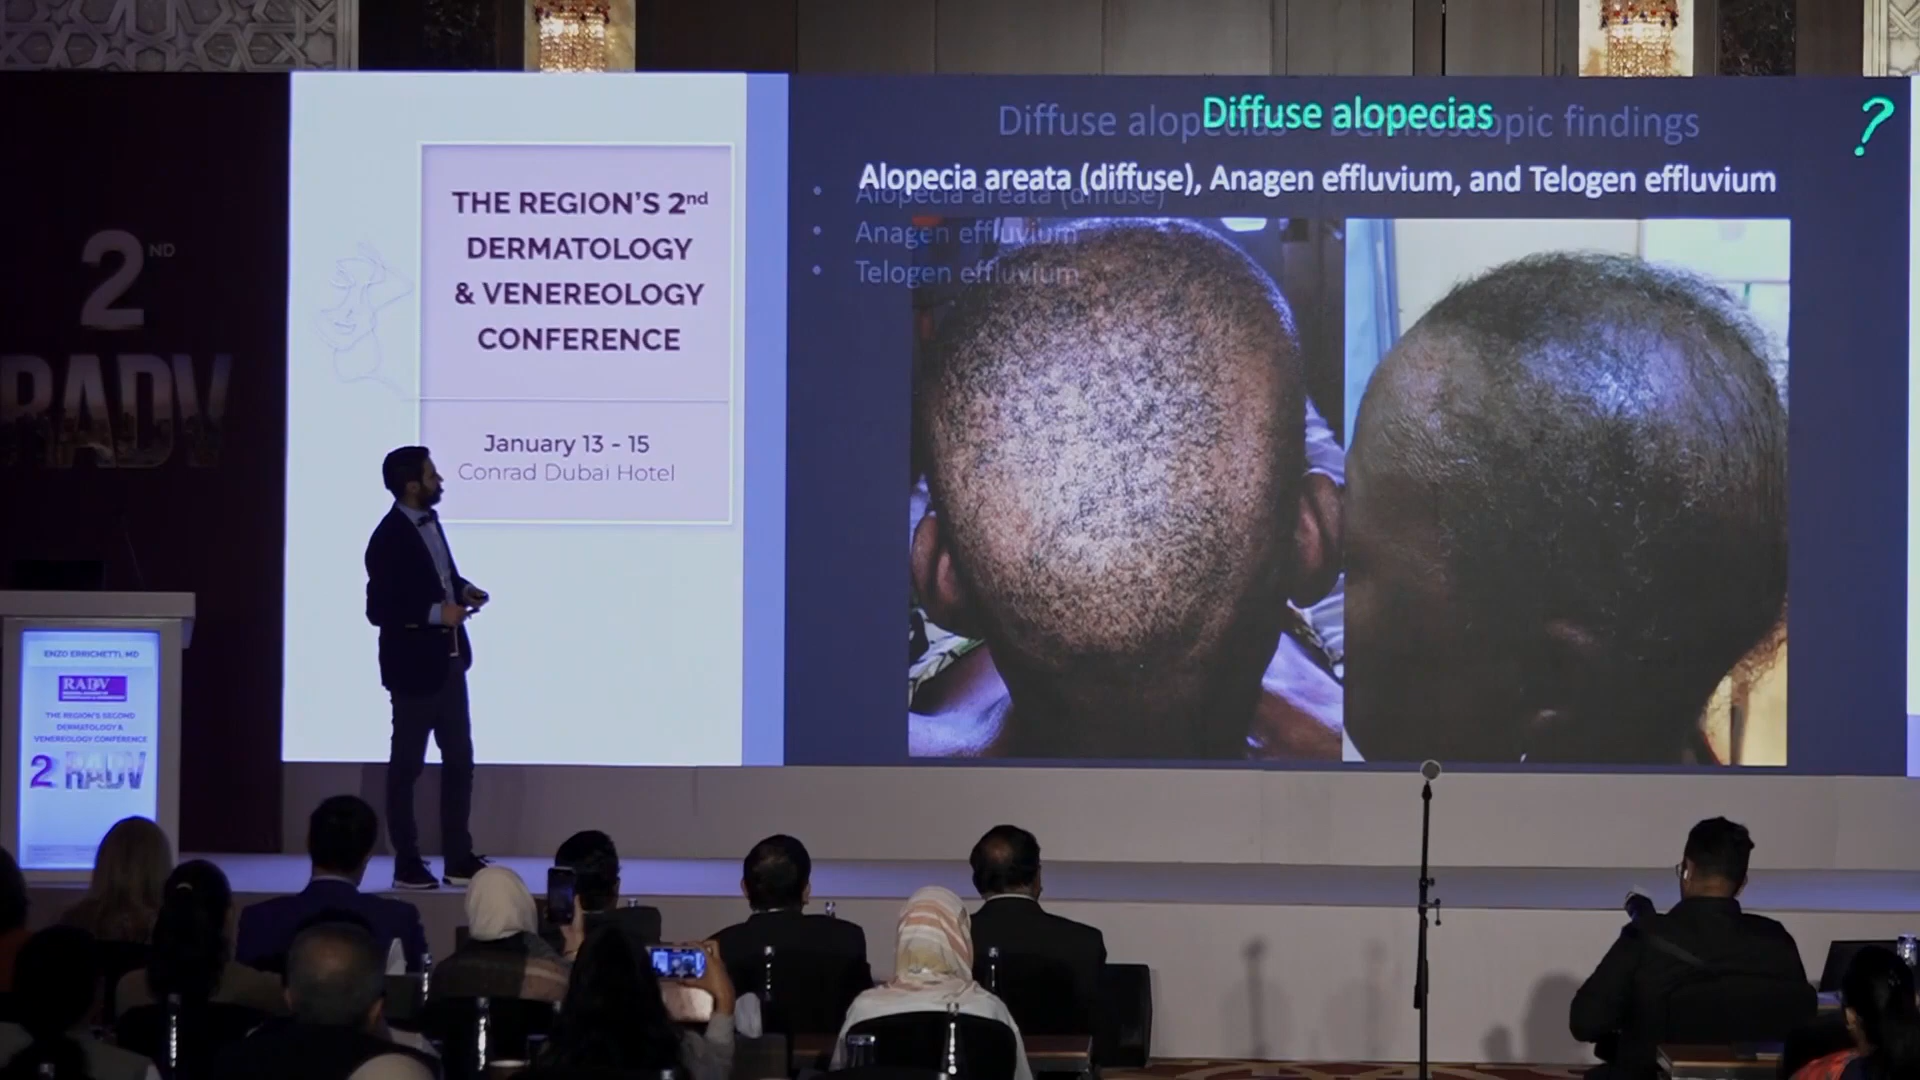 2ND
RADV
THE REGION'S 2nd
DERMATOLOGY
& VENEREOLOGY
CONFERENCE
January 13 - 15
Conrad Dubai Hotel
Diffuse alopecias
?
Diffuse alopecias Dermoscopic findings
Alopecia areata (diffuse), Anagen effluvium, and Telogen effluvium
• Alopecia areata (diffuse)
• Anagen effluvium
• Telogen effluvium
ENZO ERRICHETTI, MD
RADV
THE REGION'S SECOND
DERMATOLOGY &
VENEREOLOGY CONFERENCE
2 RADV